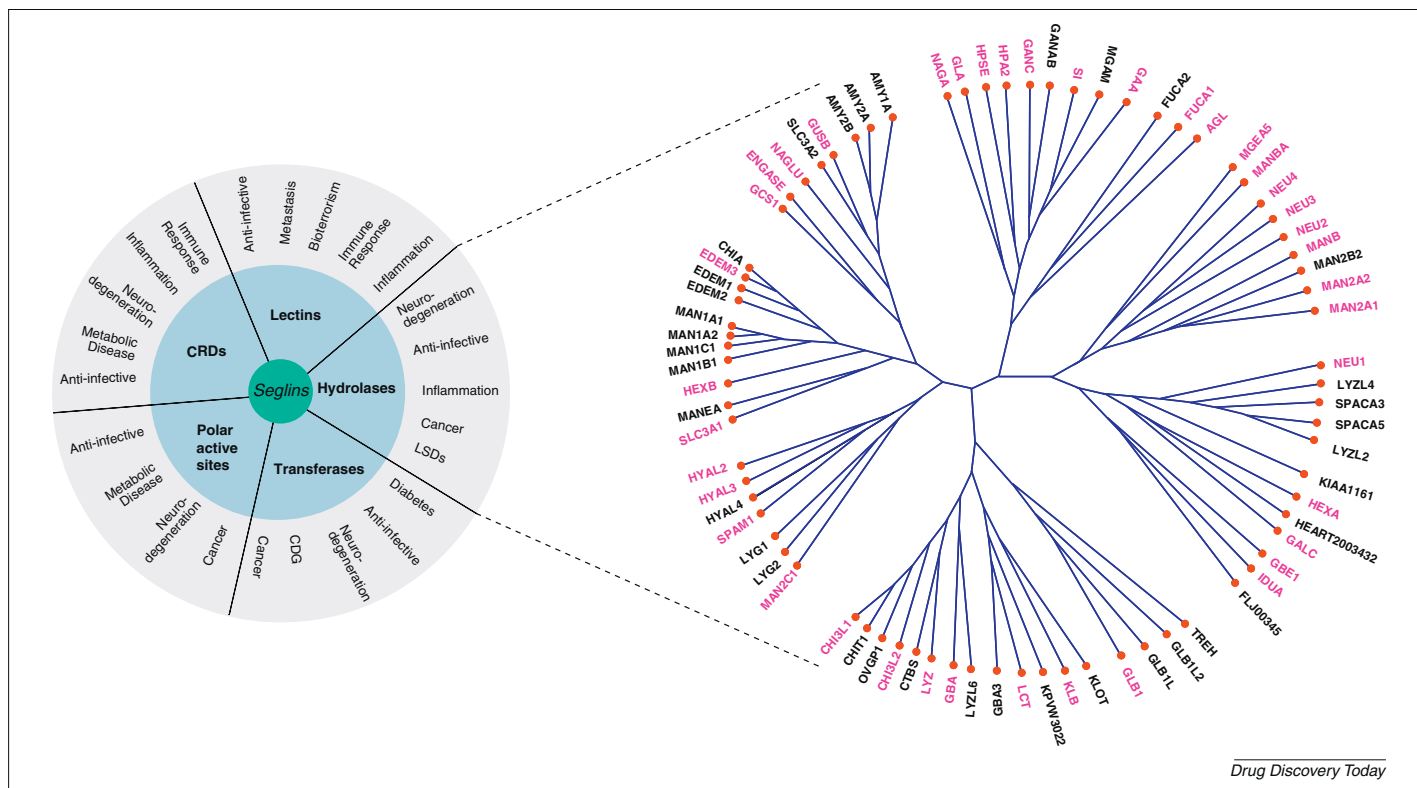 Seglins
Lectins
Hydrolases
Transferases
Polar
active
sites
CRDs
Anti-infective
Metastasis
Bioterrorism
Immune
Response
Inflammation
Neuro-
degeneration
Anti-infective
Inflammation
Cancer
LSDs
Diabetes
Anti-infective
Neuro-
degeneration
CDG
Cancer
Cancer
Neuro-
degeneration
Metabolic
Disease
Anti-infective
Anti-infective
Metabolic
Disease
Neuro-
degeneration
Inflammation
Immune
Response
NAGA
GLA
HPSE
HPA2
GANC
GANAB
SI
MGAM
GAA
FUCA2
FUCA1
AGL
MGEA5
MANBA
NEU4
NEU3
NEU2
MANB
MAN2B2
MAN2A2
MAN2A1
NEU1
LYZL4
SPACA3
SPACA5
LYZL2
KIAA1161
HEXA
HEART2003432
GALC
GBE1
IDUA
FLJ00345
TREH
GLB1L2
GLB1L
GLB1
KLOT
KLB
KPVW3022
LCT
GBA3
LYZL6
GBA
LYZ
CTBS
CHI3L2
OVGP1
CHIT1
CHI3L1
MAN2C1
LYG2
LYG1
SPAM1
HYAL4
HYAL3
HYAL2
SLC3A1
MANEA
HEXB
MAN1B1
MAN1C1
MAN1A2
MAN1A1
EDEM2
EDEM1
EDEM3
CHIA
GCS1
ENGASE
NAGLU
SLC3A2
GUSB
AMY2B
AMY2A
AMY1A
Drug Discovery Today